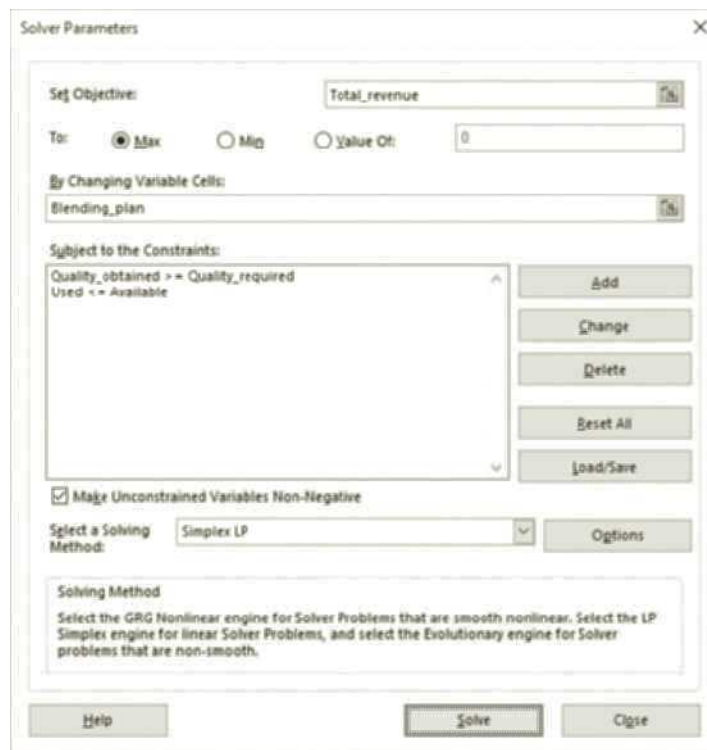 Solver Parameters
Set Objective:
Total_revenue
To:
Max
Min
Value Of:
0
By Changing Variable Cells:
Blending_plan
Subject to the Constraints:
Quality_obtained >= Quality_required
Used <= Available
Add
Change
Delete
Reset All
Load/Save
Make Unconstrained Variables Non-Negative
Select a Solving
Method:
Simplex LP
Options
Solving Method
Select the GRG Nonlinear engine for Solver Problems that are smooth nonlinear. Select the LP
Simplex engine for linear Solver Problems, and select the Evolutionary engine for Solver
problems that are non-smooth.
Help
Solve
Close